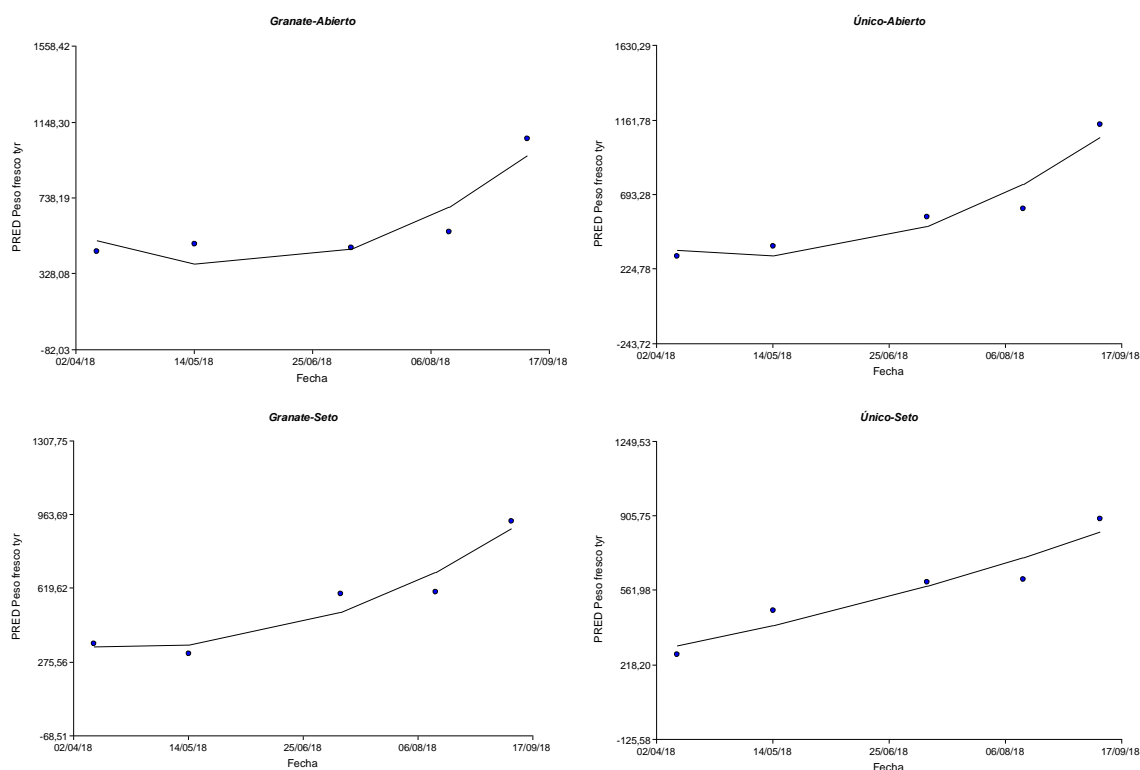 Granate-Abierto
1558,42
1148,30
738,19
328,08
-82,03
PRED Peso fresco tyr
02/04/18 14/05/18 25/06/18 06/08/18 17/09/18
Fecha
Único-Abierto
1630,29
1161,78
693,28
224,78
-243,72
PRED Peso fresco tyr
02/04/18 14/05/18 25/06/18 06/08/18 17/09/18
Fecha
Granate-Seto
1307,75
963,69
619,62
275,56
-68,51
PRED Peso fresco tyr
02/04/18 14/05/18 25/06/18 06/08/18 17/09/18
Fecha
Único-Seto
1249,53
905,75
561,98
218,20
-125,58
PRED Peso fresco tyr
02/04/18 14/05/18 25/06/18 06/08/18 17/09/18
Fecha